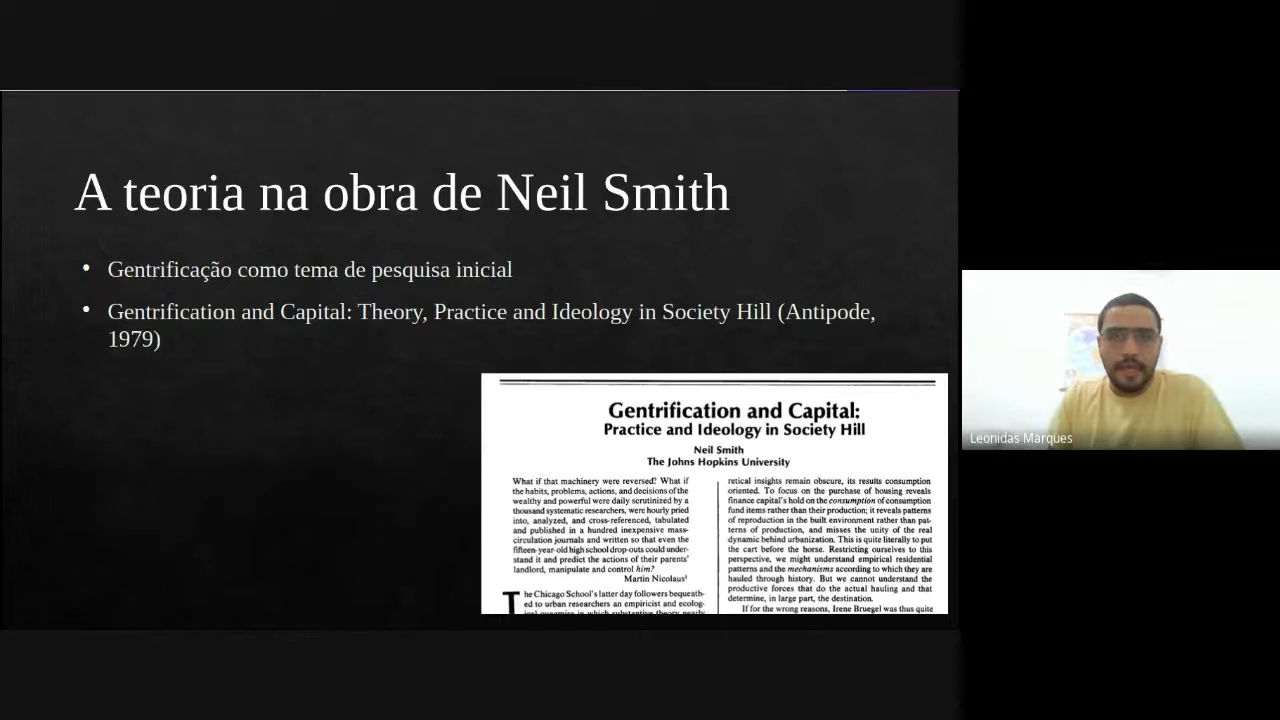 A teoria na obra de Neil Smith
• Gentrificação como tema de pesquisa inicial
• Gentrification and Capital: Theory, Practice and Ideology in Society Hill (Antipode,
1979)
Gentrification and Capital:
Practice and Ideology in Society Hill
Neil Smith
The Johns Hopkins University
What if that machinery were reversed? What if
the habits, problems, actions, and decisions of the
wealthy and powerful were daily scrutinized by a
thousand systematic researchers, were hourly pried
into, analyzed, and cross-referenced, tabulated
and published in a hundred inexpensive mass-
circulation journals and written so that even the
fifteen-year-old high school drop-outs could under-
stand it and predict the actions of their parents'
landlord, manipulate and control him?
Martin Nicolaus¹
The Chicago School's latter day followers bequeath-
ed to urban researchers an empiricist and ecolog-
in which substantive theory nearly
retical insights remain obscure, its results consumption
oriented. To focus on the purchase of housing reveals
finance capital's hold on the consumption of consumption
fund items rather than their production; it reveals patterns
of reproduction in the built environment rather than pat-
terns of production, and misses the unity of the real
dynamic behind urbanization. This is quite literally to put
the cart before the horse. Restricting ourselves to this
perspective, we might understand empirical residential
patterns and the mechanisms according to which they are
hauled through history. But we cannot understand the
productive forces that do the actual hauling and that
determine, in large part, the destination.
If for the wrong reasons, Irene Bruegel was thus quite
Leonidas Marques